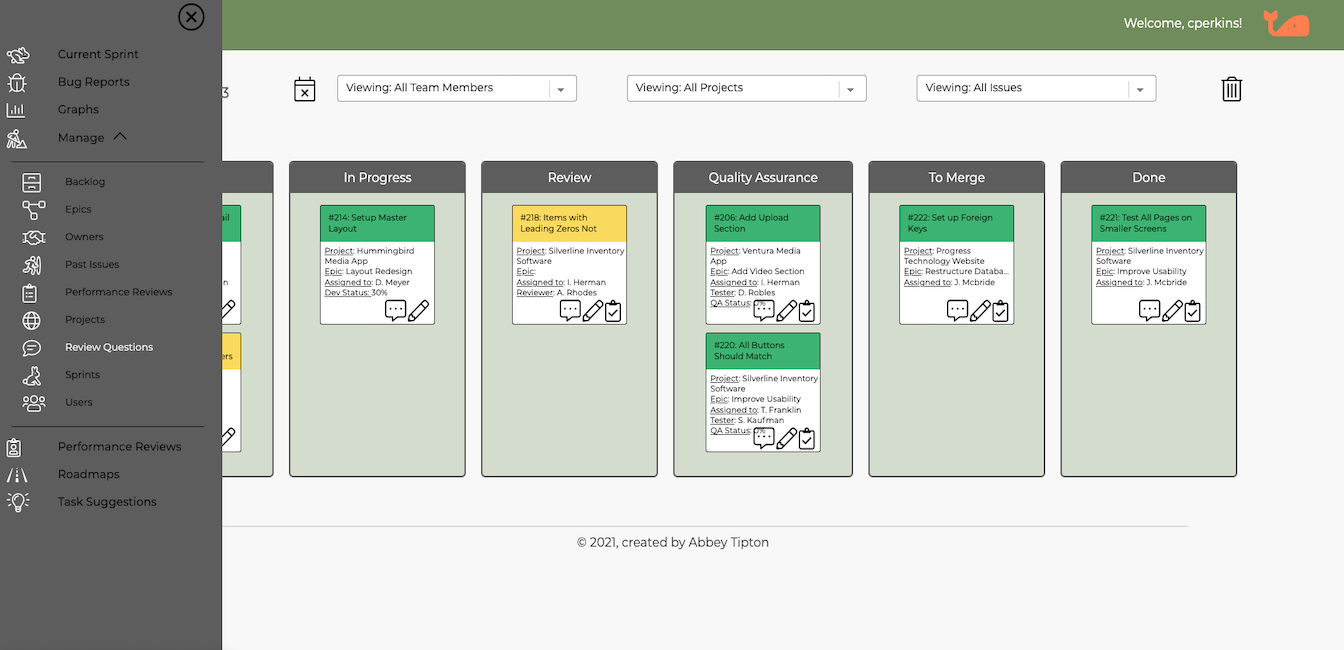 Welcome, cperkins!
Current Sprint
Bug Reports
Graphs
Manage
Backlog
Epics
Owners
Past Issues
Performance Reviews
Projects
Review Questions
Sprints
Users
Performance Reviews
Roadmaps
Task Suggestions
3
Viewing: All Team Members
Viewing: All Projects
Viewing: All Issues
ail
n
ers
In Progress
#214: Setup Master
Layout
Project: Hummingbird
Media App
Epic: Layout Redesign
Assigned to: D. Meyer
Dev Status: 30%
Review
#218: Items with
Leading Zeros Not
Project: Silverline Inventory
Software
Epic:
Assigned to: I. Herman
Reviewer: A. Rhodes
Quality Assurance
#206: Add Upload
Section
Project: Ventura Media
App
Epic: Add Video Section
Assigned to: I. Herman
Tester: D. Robles
QA Status: 0%
#220: All Buttons
Should Match
Project: Silverline Inventory
Software
Epic: Improve Usability
Assigned to: T. Franklin
Tester: S. Kaufman
QA Status: 0%
To Merge
#222: Set up Foreign
Keys
Project: Progress
Technology Website
Epic: Restructure Databa...
Assigned to: J. Mcbride
Done
#221: Test All Pages on
Smaller Screens
Project: Silverline Inventory
Software
Epic: Improve Usability
Assigned to: J. Mcbride
© 2021, created by Abbey Tipton